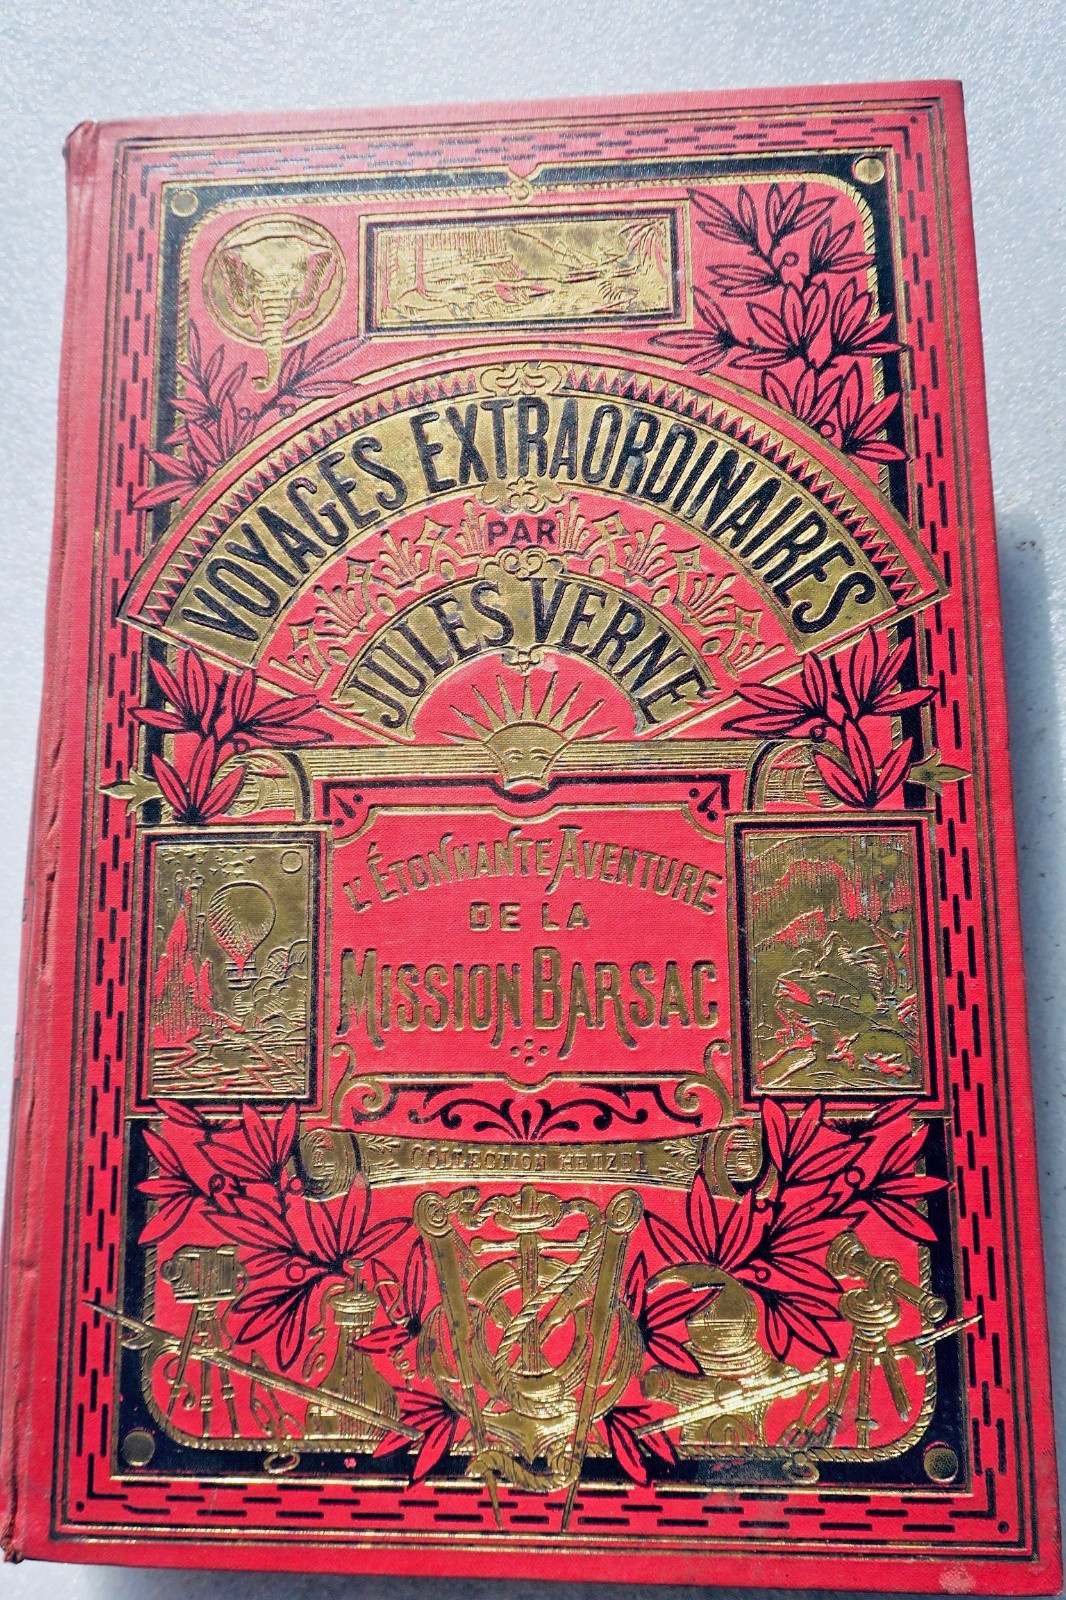 VOYAGES EXTRAORDINAIRES
PAR
JULES VERNE
L'ÉTONNANTE AVENTURE
DE LA
MISSION BARSAC
COLLECTION HETZEL